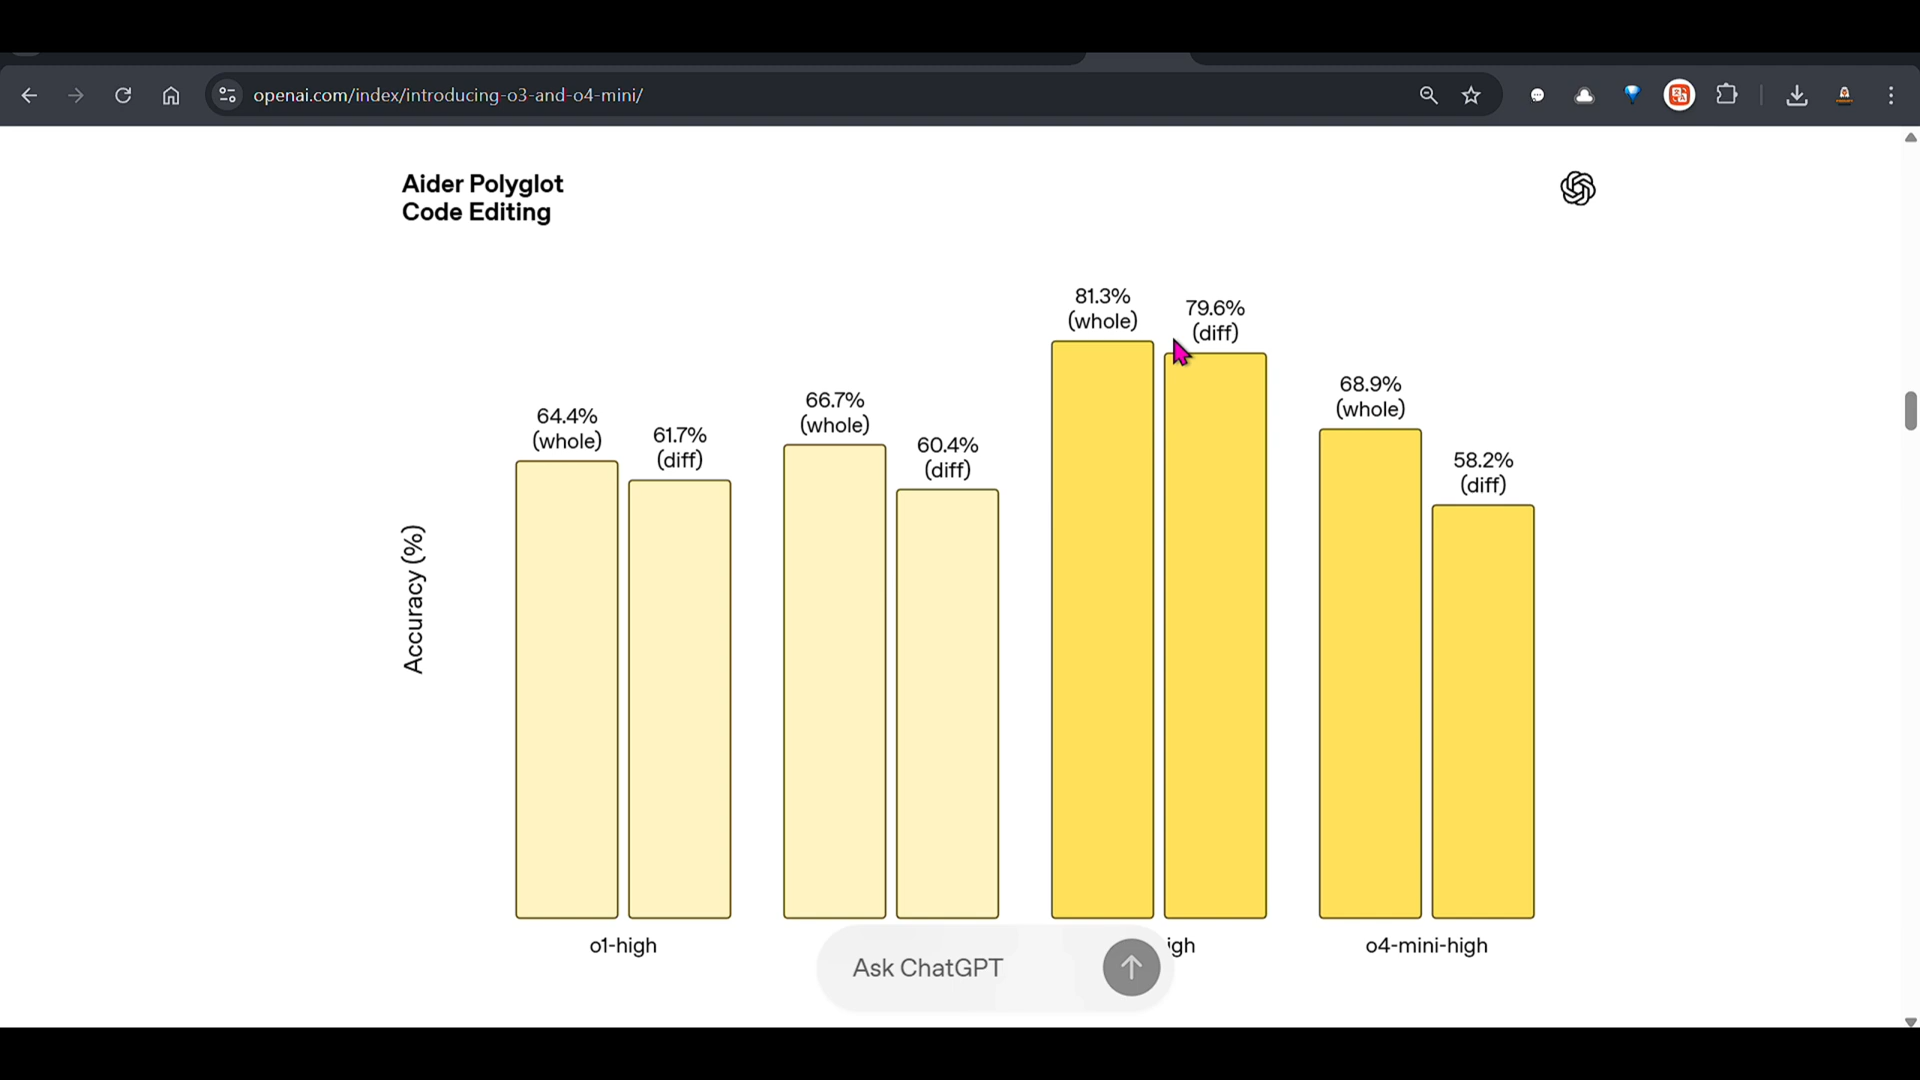 openai.com/index/introducing-o3-and-o4-mini/
Aider Polyglot
Code Editing
Accuracy (%)
64.4%
(whole)
61.7%
(diff)
66.7%
(whole)
60.4%
(diff)
81.3%
(whole)
79.6%
(diff)
68.9%
(whole)
58.2%
(diff)
o1-high
igh
o4-mini-high
Ask ChatGPT